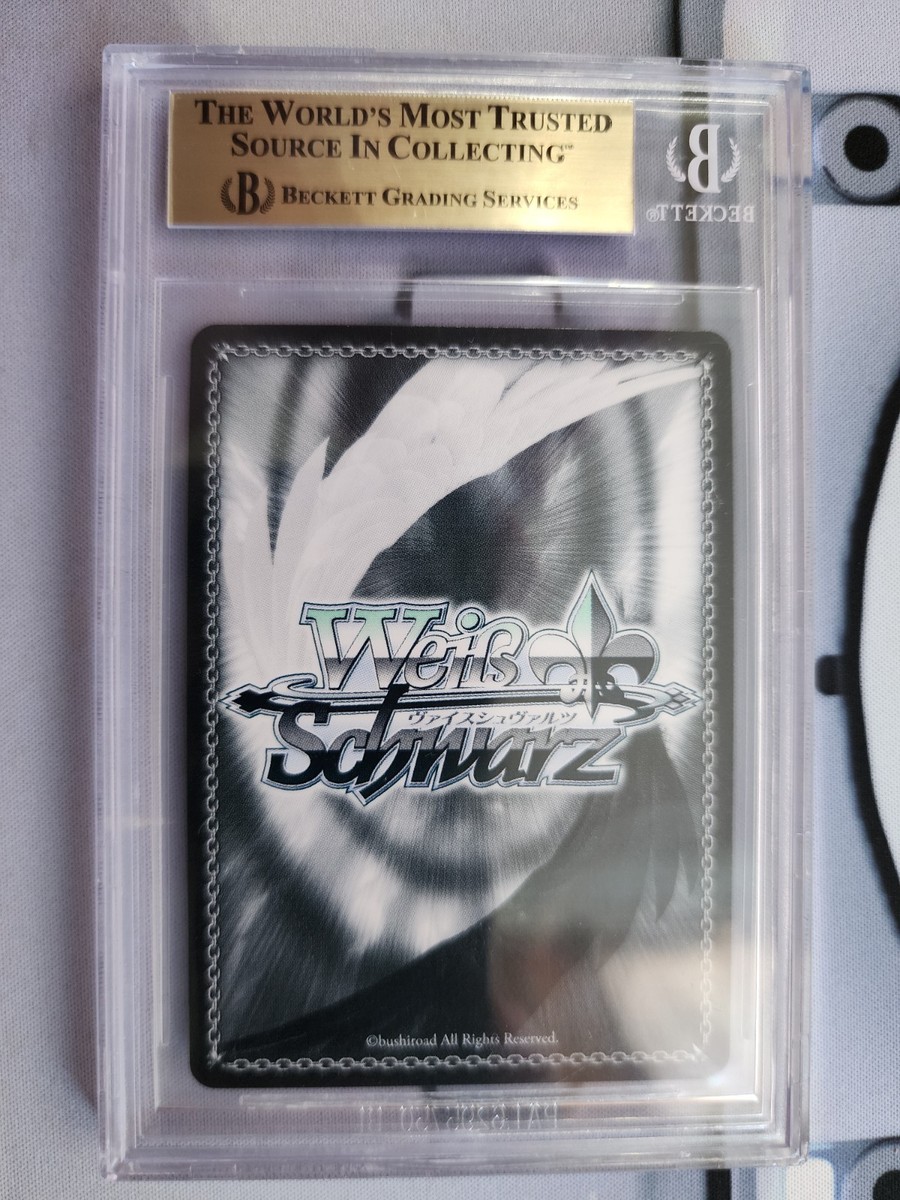 THE WORLD'S MOST TRUSTED
SOURCE IN COLLECTING™
B BECKETT GRADING SERVICES
B
BECKETT®
Weiß
ヴァイスシュヴァルツ
Schwarz
©bushiroad All Rights Reserved.